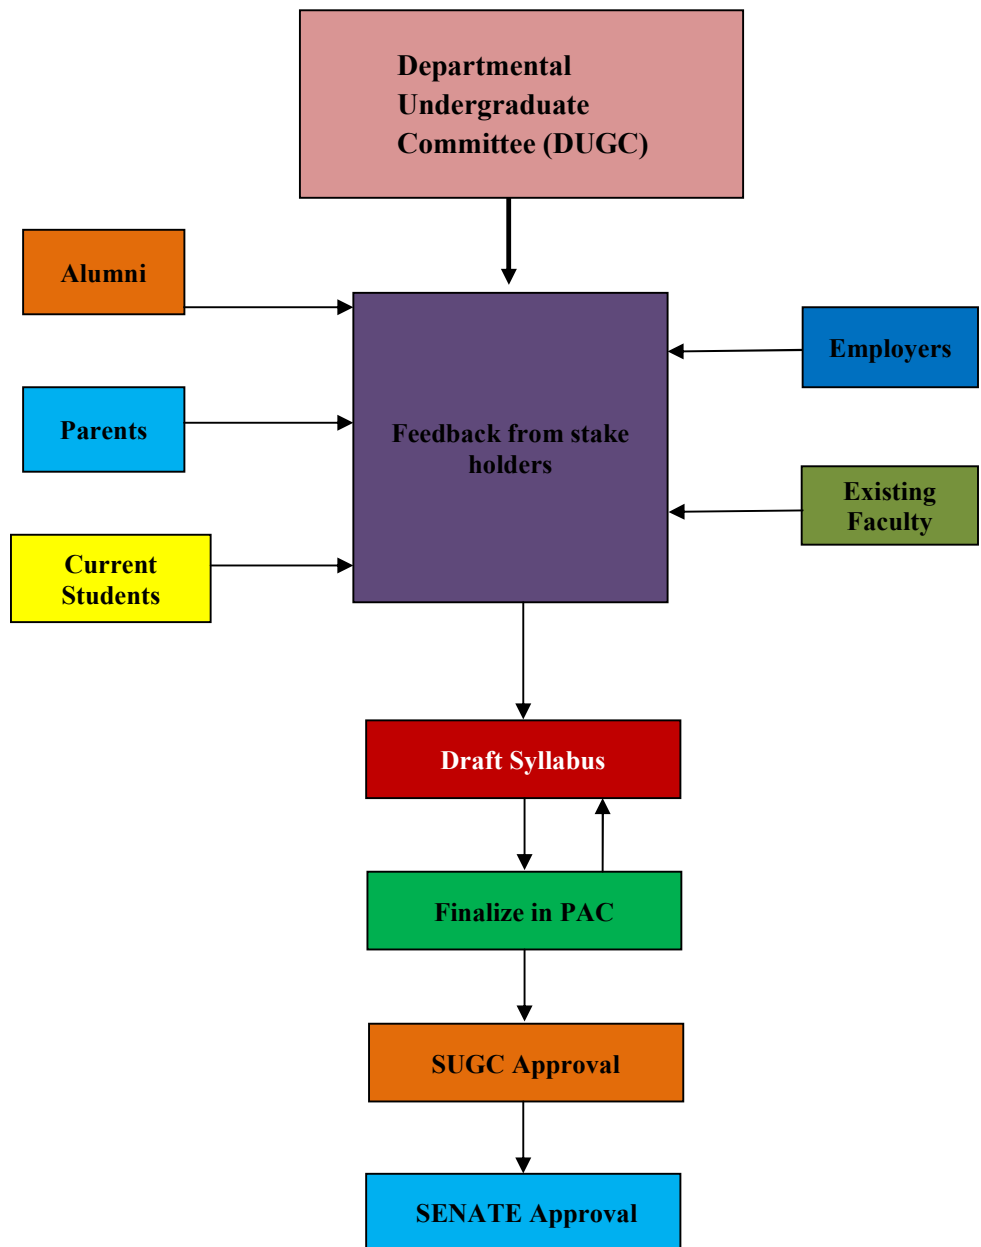 Departmental
Undergraduate
Committee (DUGC)
Alumni
Employers
Parents
Feedback from stake
holders
Existing
Faculty
Current
Students
Draft Syllabus
Finalize in PAC
SUGC Approval
SENATE Approval